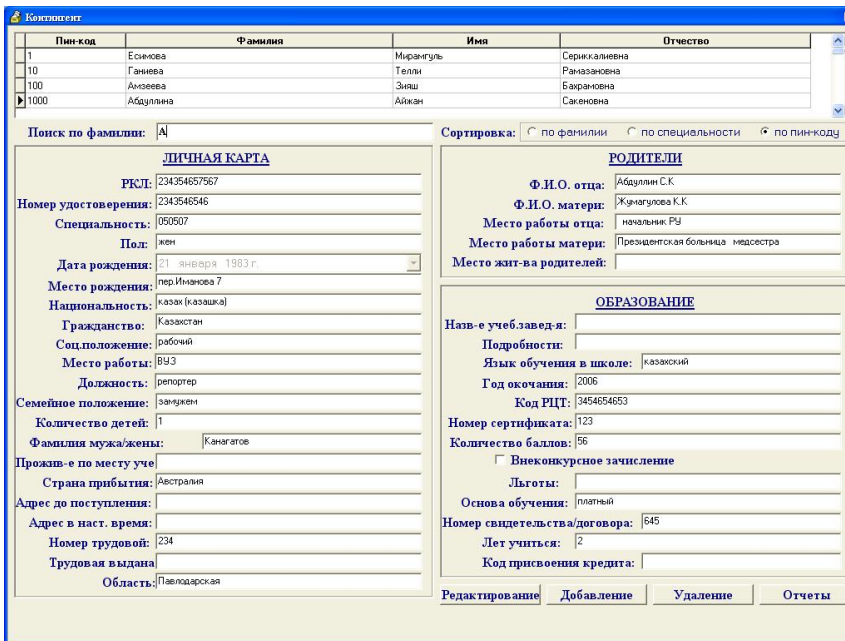 Контингент
Пин-код Фамилия Имя Отчество
1 Есимова Мирамгуль Сериккалиевна
10 Ганиева Телли Рамазановна
100 Амзеева Зияш Бахрамовна
1000 Абдуллина Айжан Сакеновна
Поиск по фамилии: А
Сортировка: по фамилии по специальности по пин-коду
ЛИЧНАЯ КАРТА
РКЛ: 234354657567
Номер удостоверения: 2343546546
Специальность: 050507
Пол: жен
Дата рождения: 21 января 1983 г.
Место рождения: пер.Иманова 7
Национальность: казах (казашка)
Гражданство: Казахстан
Соц.положение: рабочий
Место работы: ВУЗ
Должность: репортер
Семейное положение: замужем
Количество детей: 1
Фамилия мужа/жены: Канагатов
Прожив-е по месту уче
Страна прибытия: Австралия
Адрес до поступления:
Адрес в наст. время:
Номер трудовой: 234
Трудовая выдана
Область: Павлодарская
РОДИТЕЛИ
Ф.И.О. отца: Абдуллин С.К
Ф.И.О. матери: Жумагулова К.К
Место работы отца: начальник РУ
Место работы матери: Президентская больница медсестра
Место жит-ва родителей:
ОБРАЗОВАНИЕ
Назв-е учеб.завед-я:
Подробности:
Язык обучения в школе: казахский
Год окочания: 2006
Код РЦТ: 3454654653
Номер сертификата: 123
Количество баллов: 56
Внеконкурсное зачисление
Льготы:
Основа обучения: платный
Номер свидетельства/договора: 645
Лет учиться: 2
Код присвоения кредита:
Редактирование Добавление Удаление Отчеты